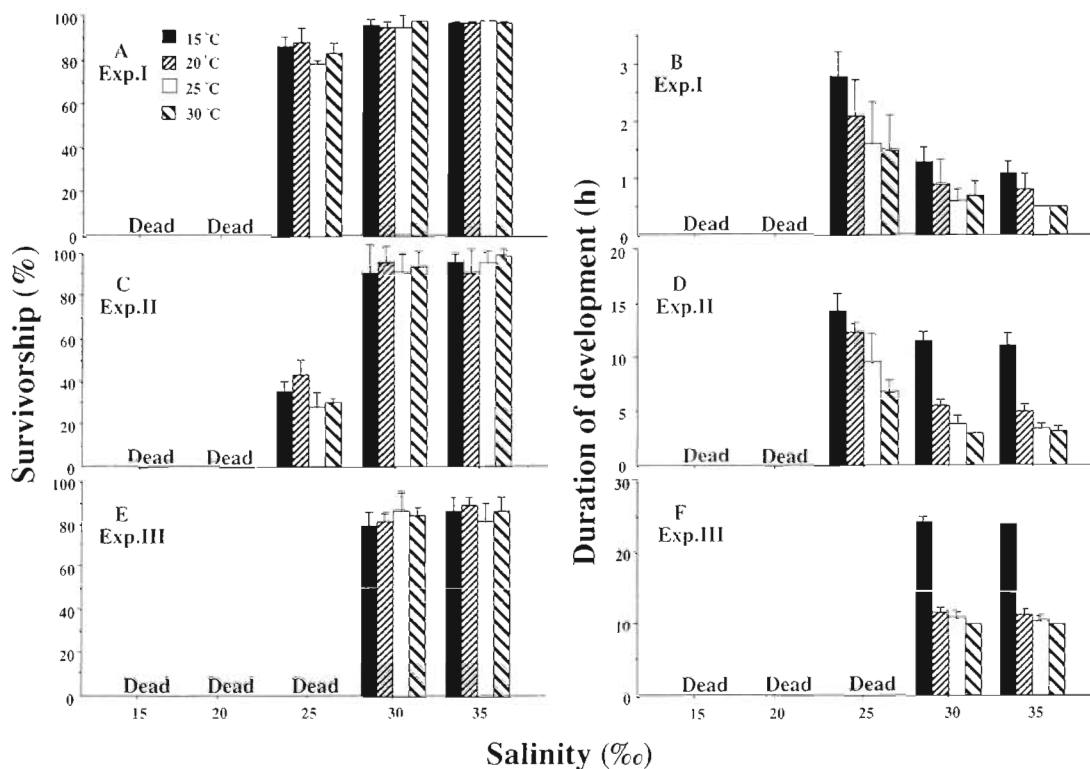 A
Exp.I
15 °C
20 °C
25 °C
30 °C
100
80
60
40
20
0
Dead Dead
B
Exp.I
3
2
1
0
Dead Dead
C
Exp.II
100
80
60
40
20
0
Dead Dead
D
Exp.II
20
15
10
5
0
Dead Dead
E
Exp.III
100
80
60
40
20
0
Dead Dead Dead
15 20 25 30 35
F
Exp.III
30
20
10
0
Dead Dead Dead
15 20 25 30 35
Survivorship (%)
Duration of development (h)
Salinity (‰)